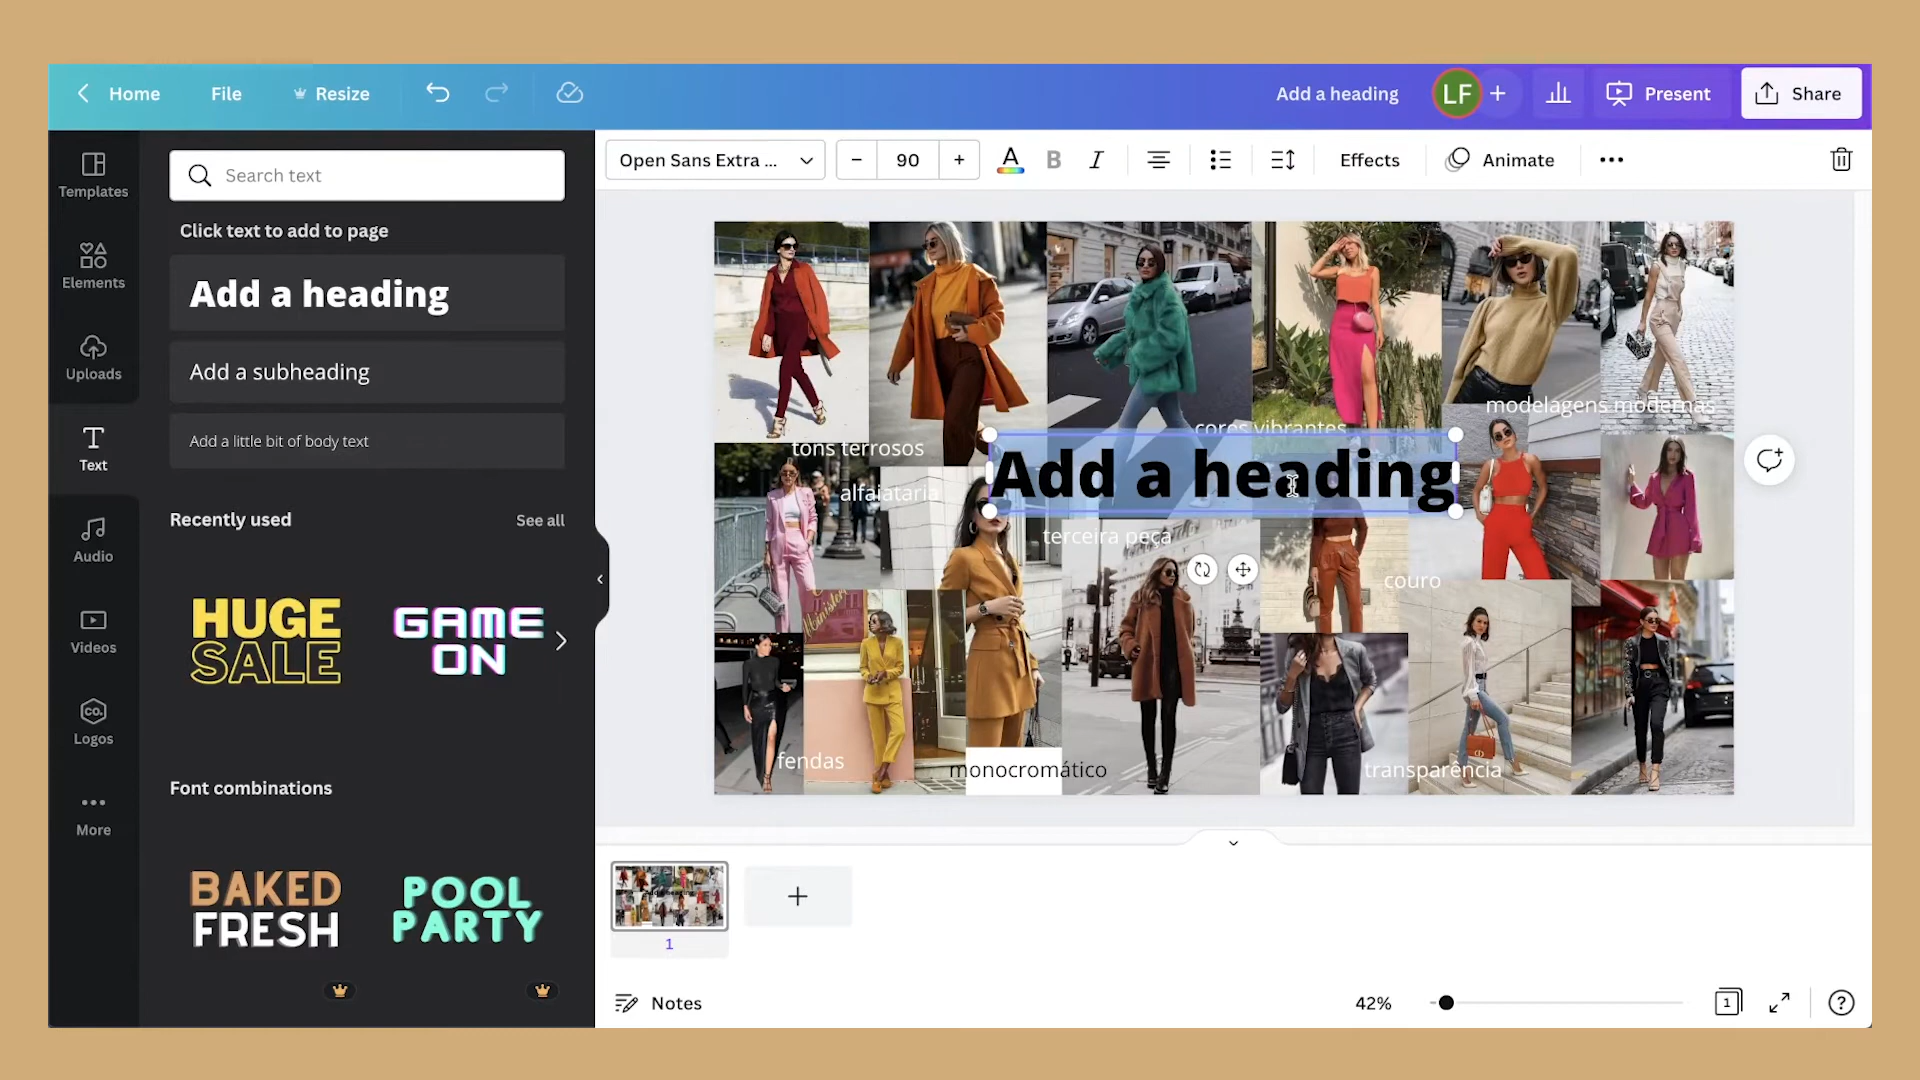 Home
File
Resize
Add a heading
LF
Present
Share
Templates
Elements
Uploads
Text
Audio
Videos
co.
Logos
More
Search text
Click text to add to page
Add a heading
Add a subheading
Add a little bit of body text
Recently used
See all
HUGE
SALE
GAME
ON
Font combinations
BAKED
FRESH
POOL
PARTY
Open Sans Extra ...
90
A
B
I
Effects
Animate
modelagens modernas
cores vibrantes
tons terrosos
Add a heading
alfaiataria
terceira peça
couro
fendas
monocromático
transparência
1
Notes
42%
1
?